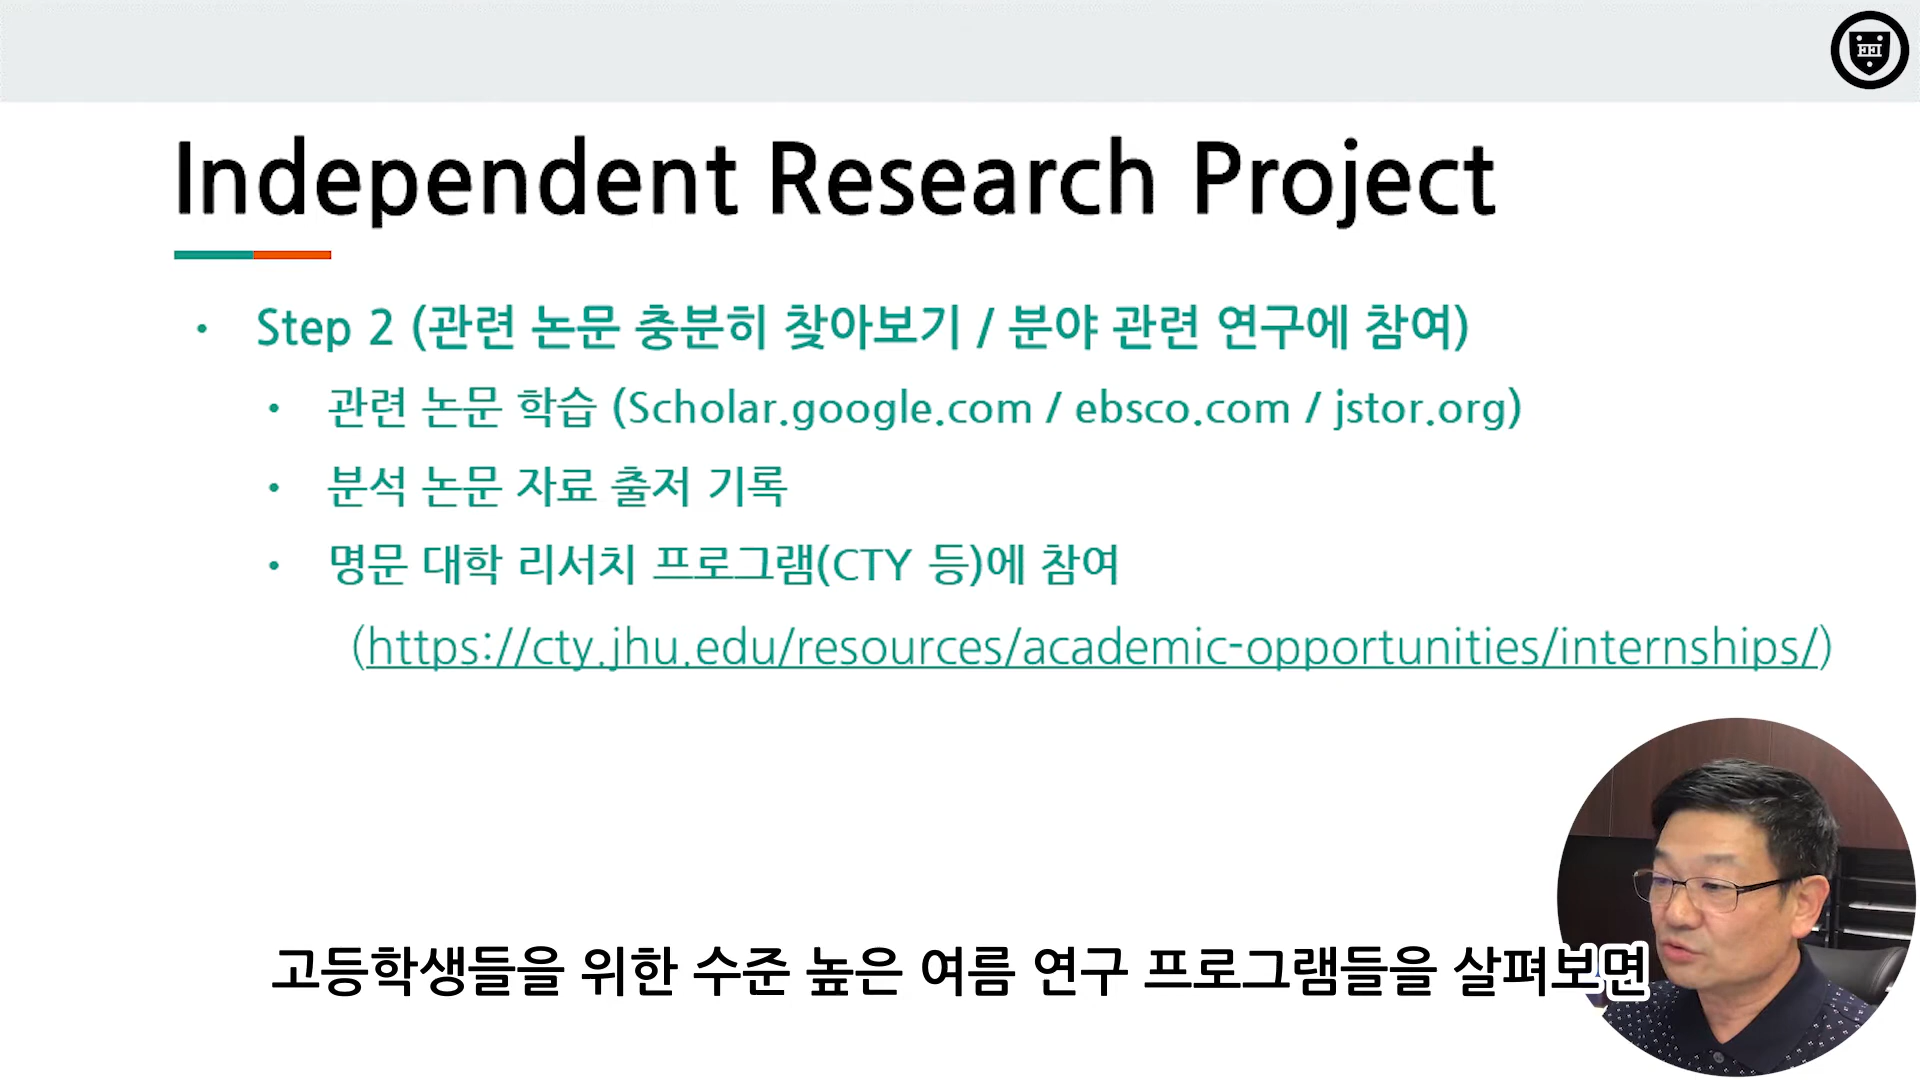 EEI
Independent Research Project
• Step 2 (관련 논문 충분히 찾아보기 / 분야 관련 연구에 참여)
• 관련 논문 학습 (Scholar.google.com / ebsco.com / jstor.org)
• 분석 논문 자료 출저 기록
• 명문 대학 리서치 프로그램(CTY 등)에 참여
(https://cty.jhu.edu/resources/academic-opportunities/internships/)
고등학생들을 위한 수준 높은 여름 연구 프로그램들을 살펴보면